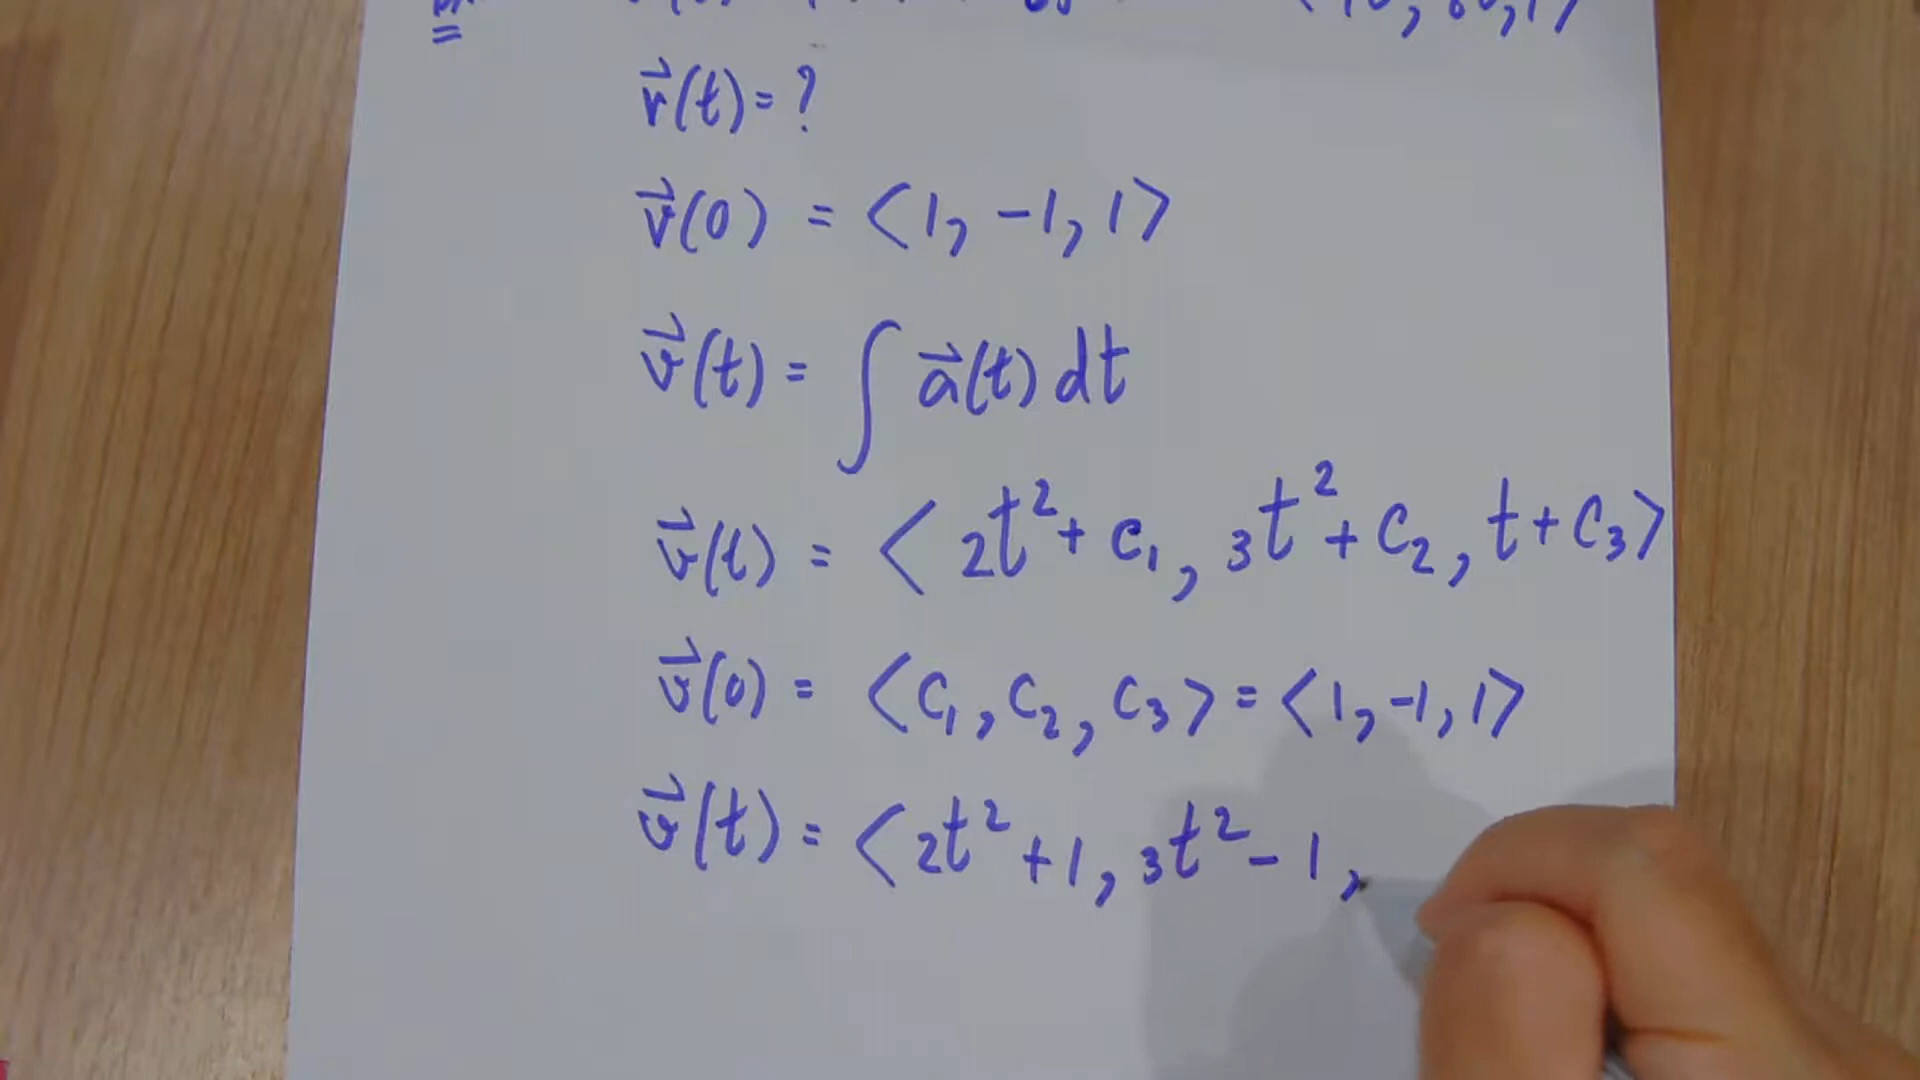 r⃗(t) = ?
v⃗(0) = <1, -1, 1>
v⃗(t) = ∫ a⃗(t) dt
v⃗(t) = <2t² + C₁, 3t² + C₂, t + C₃>
v⃗(0) = <C₁, C₂, C₃> = <1, -1, 1>
v⃗(t) = <2t² + 1, 3t² - 1,